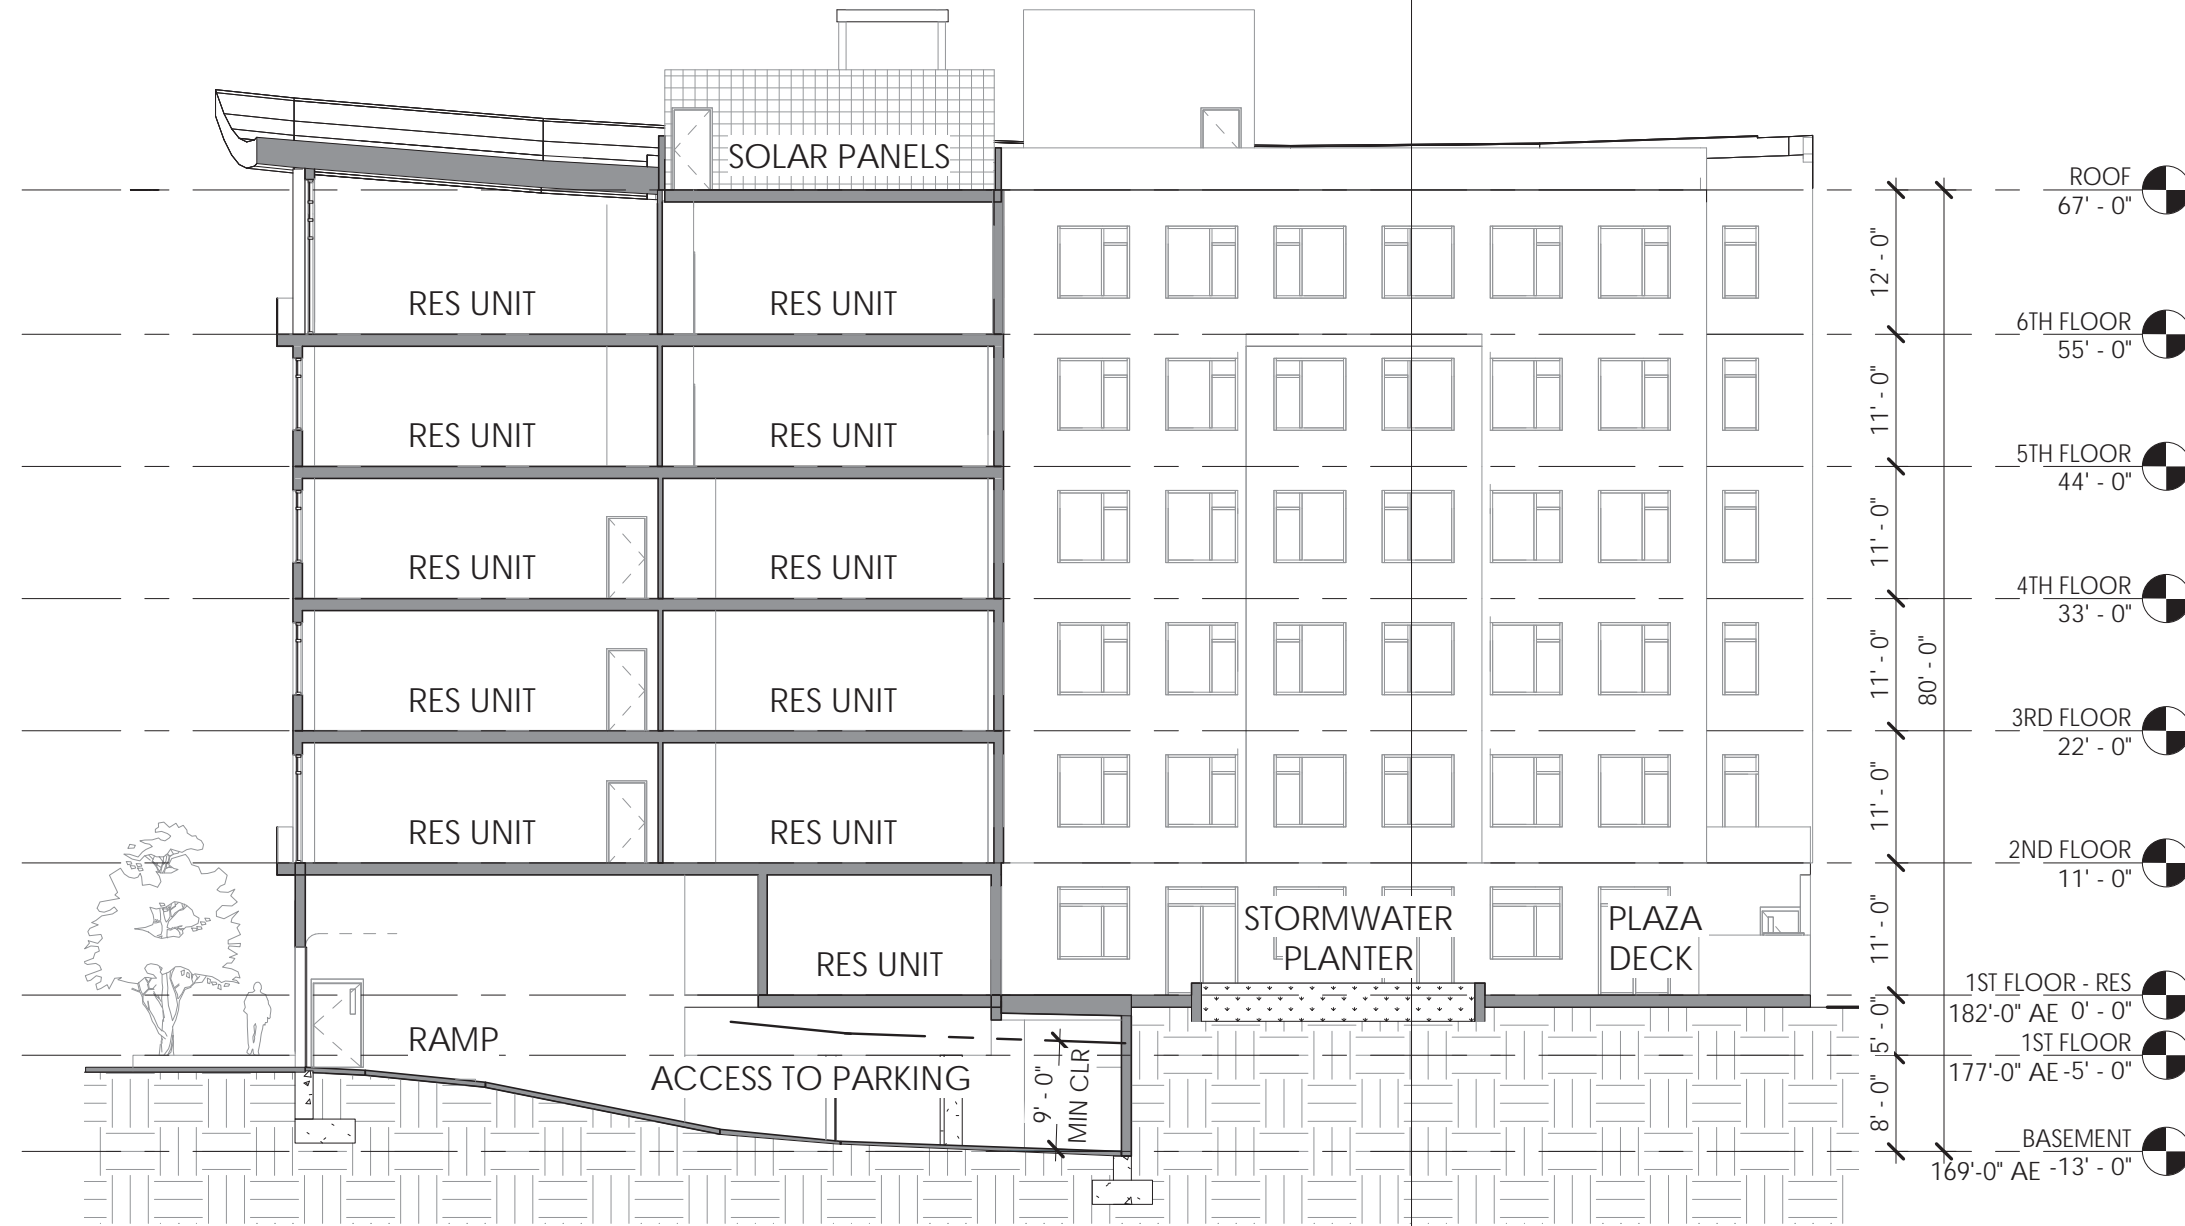 SOLAR PANELS
ROOF
67' - 0"
12' - 0"
RES UNIT
RES UNIT
6TH FLOOR
55' - 0"
11' - 0"
RES UNIT
RES UNIT
5TH FLOOR
44' - 0"
11' - 0"
RES UNIT
RES UNIT
4TH FLOOR
33' - 0"
11' - 0"
80' - 0"
RES UNIT
RES UNIT
3RD FLOOR
22' - 0"
11' - 0"
RES UNIT
RES UNIT
2ND FLOOR
11' - 0"
11' - 0"
STORMWATER
PLANTER
PLAZA
DECK
RES UNIT
1ST FLOOR - RES
182'-0" AE 0' - 0"
5' - 0"
RAMP
1ST FLOOR
177'-0" AE -5' - 0"
ACCESS TO PARKING
9' - 0"
MIN CLR
8' - 0"
BASEMENT
169'-0" AE -13' - 0"